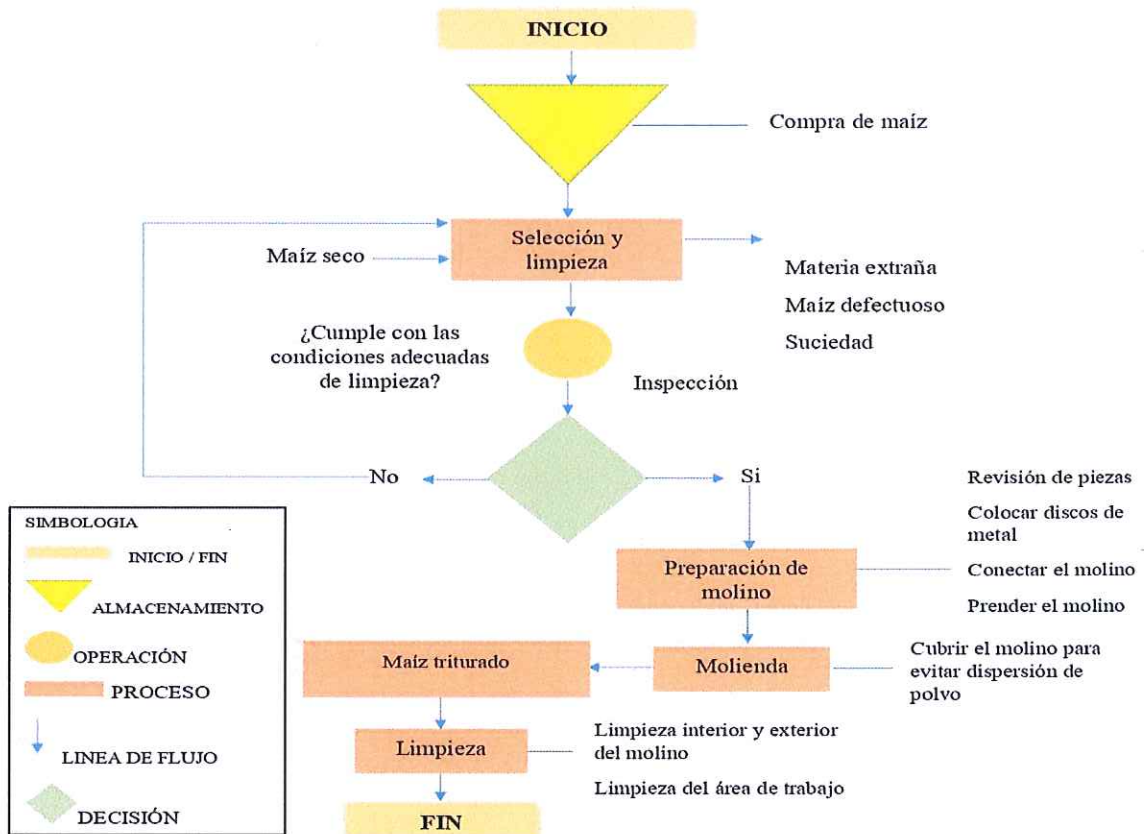 INICIO
Compra de maíz
Selección y
limpieza
Maíz seco
Materia extraña
Maíz defectuoso
Suciedad
¿Cumple con las
condiciones adecuadas
de limpieza?
Inspección
No
Si
Revisión de piezas
Colocar discos de
metal
Conectar el molino
Prender el molino
Preparación de
molino
Molienda
Cubrir el molino para
evitar dispersión de
polvo
Maíz triturado
Limpieza
Limpieza interior y exterior
del molino
Limpieza del área de trabajo
FIN
SIMBOLOGIA
INICIO / FIN
ALMACENAMIENTO
OPERACIÓN
PROCESO
LINEA DE FLUJO
DECISIÓN